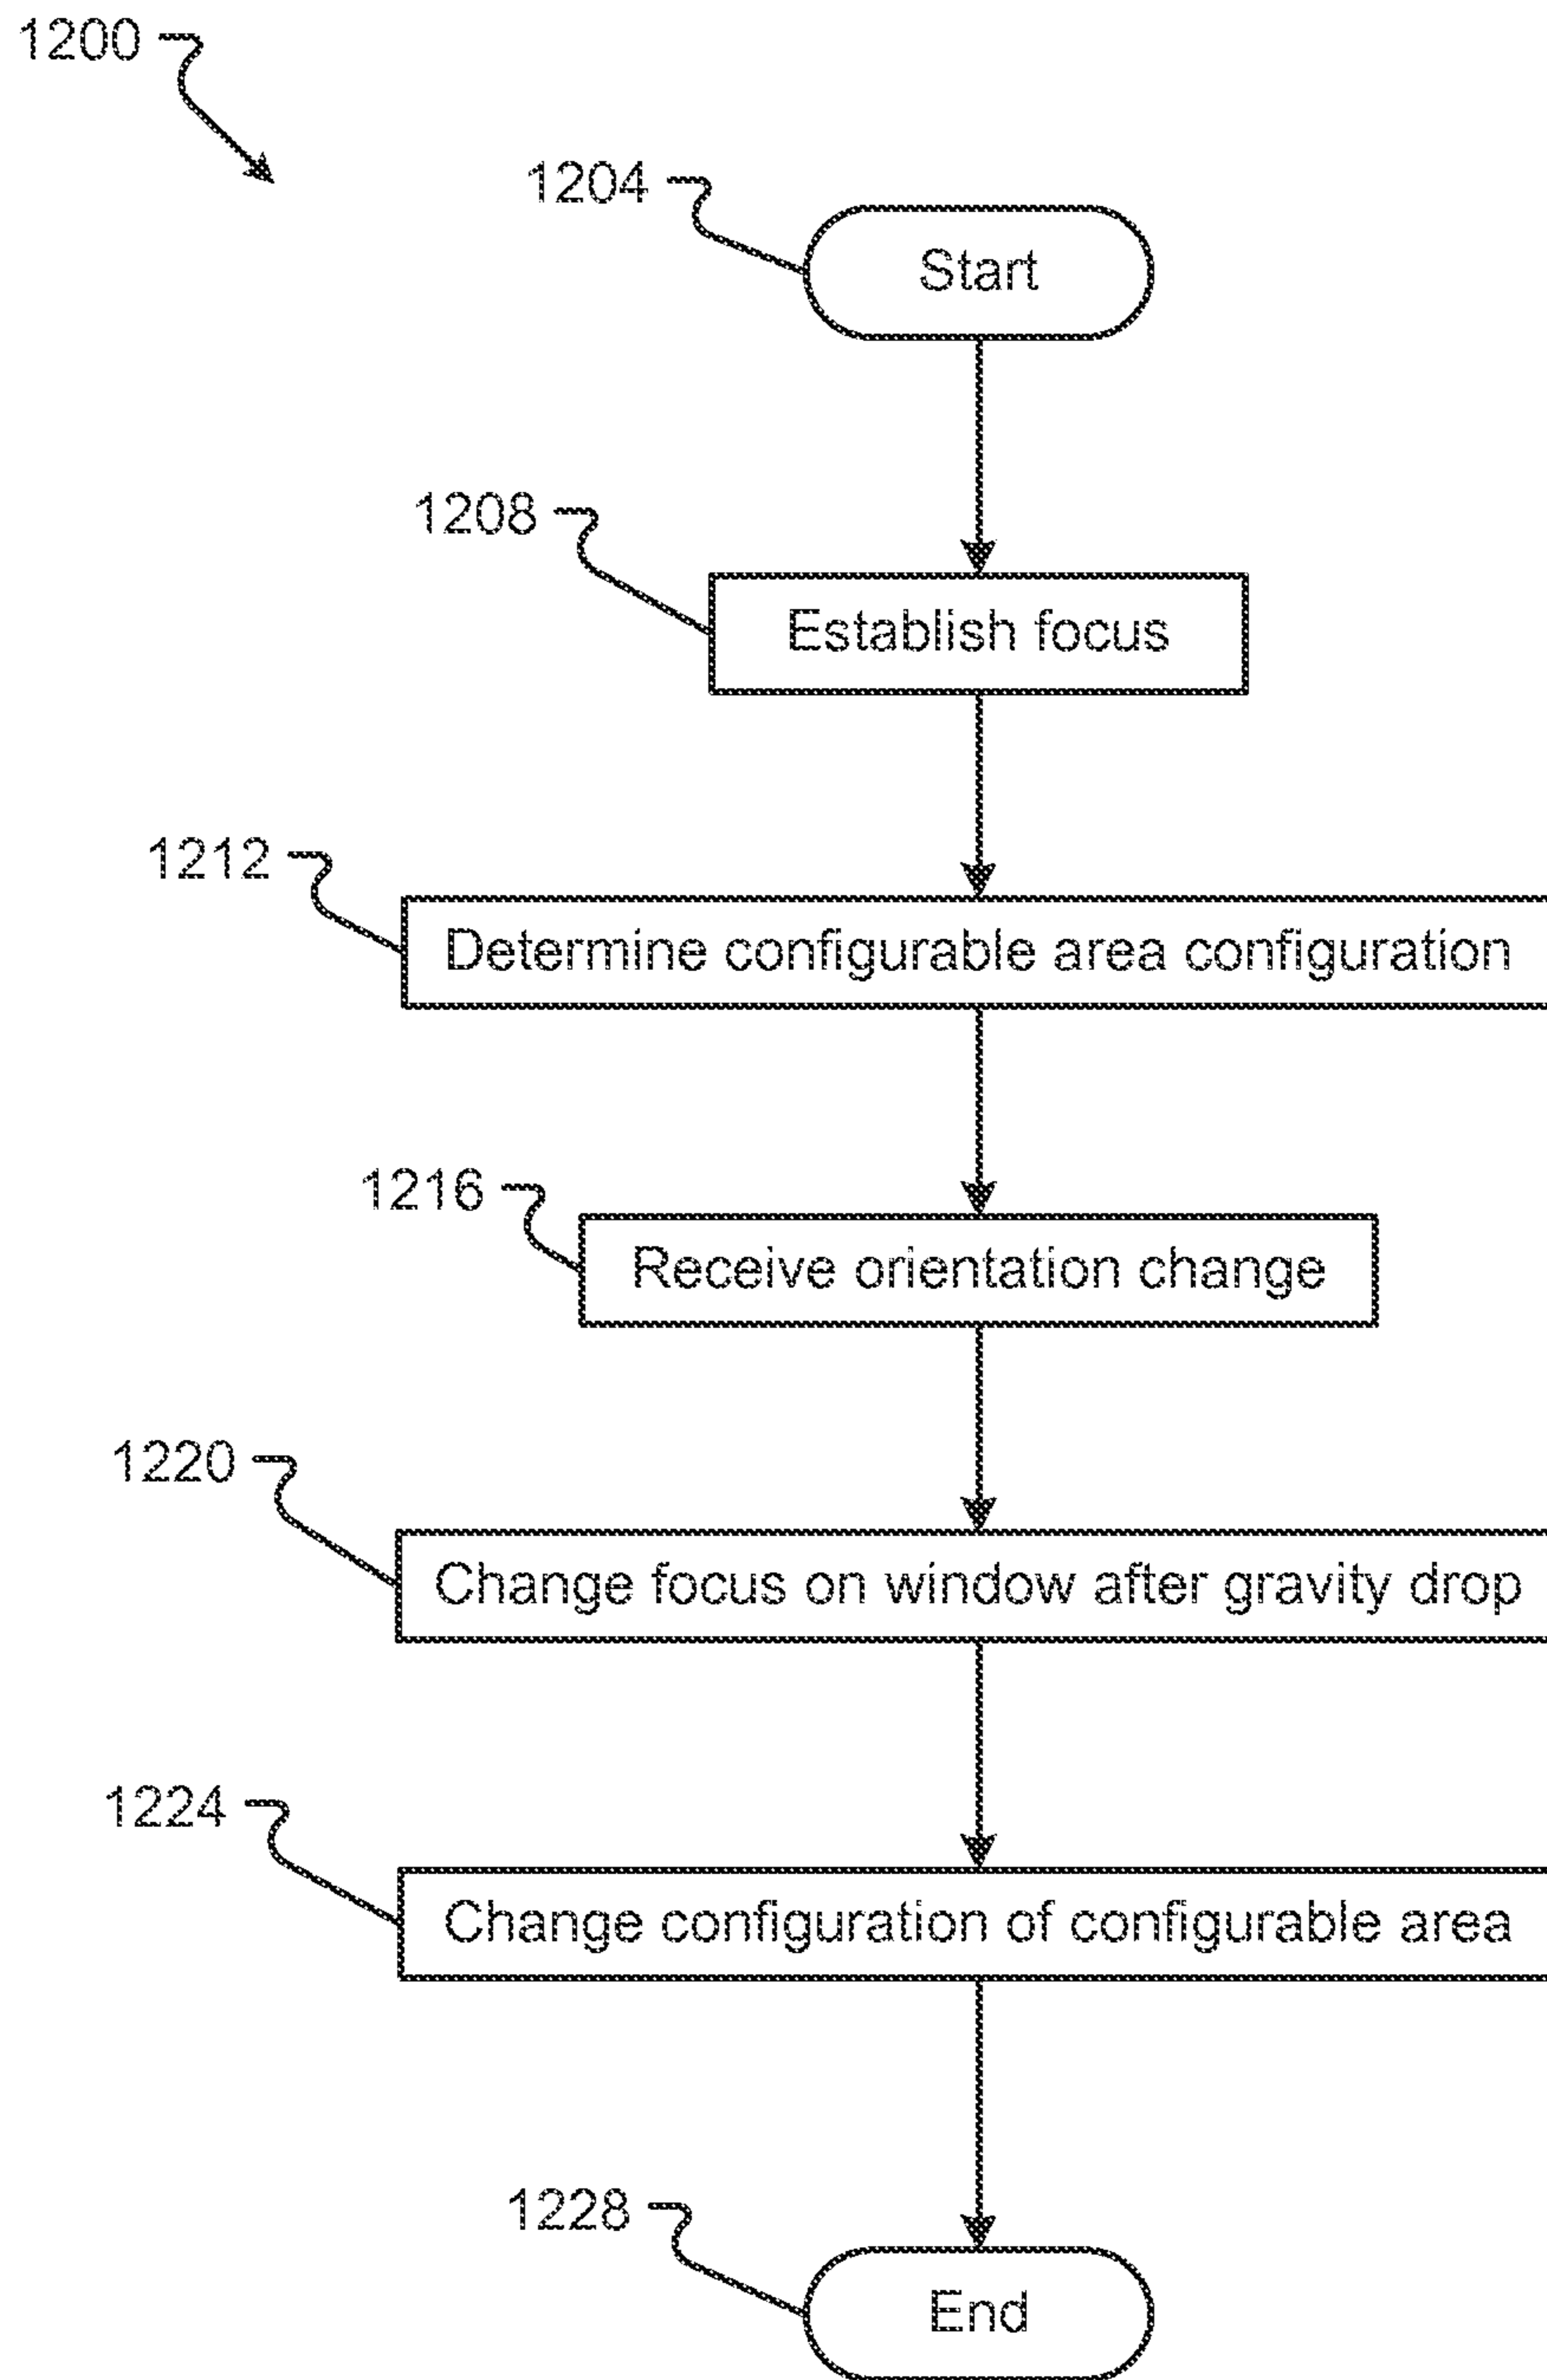 1200
1204
Start
1208
Establish focus
1212
Determine configurable area configuration
1216
Receive orientation change
1220
Change focus on window after gravity drop
1224
Change configuration of configurable area
1228
End